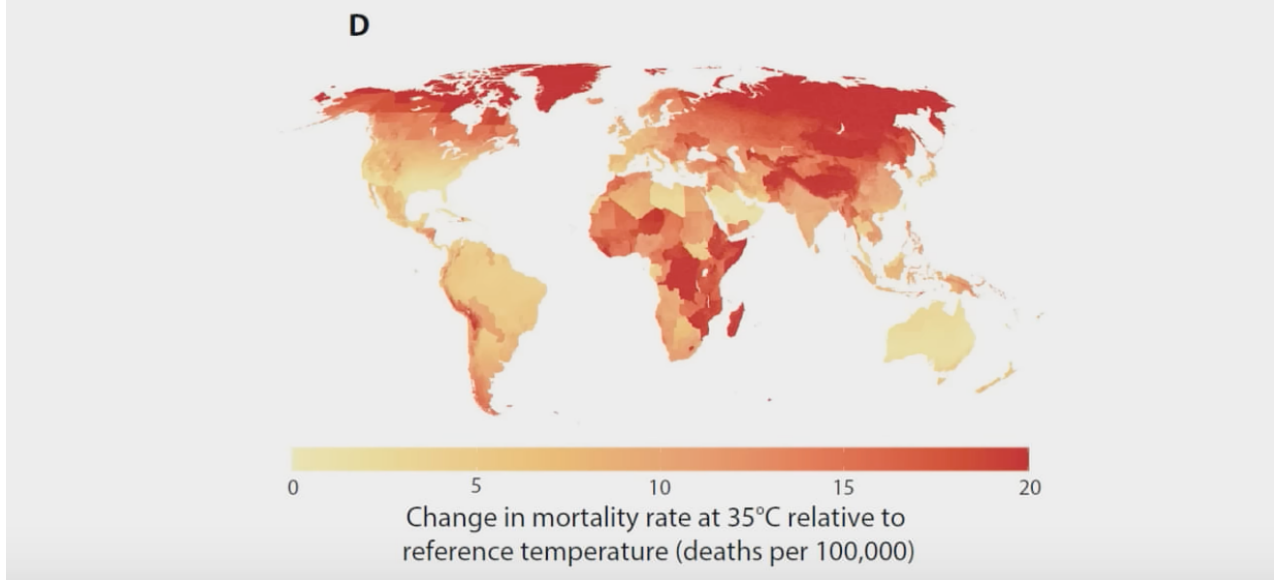 D
0 5 10 15 20
Change in mortality rate at 35°C relative to
reference temperature (deaths per 100,000)